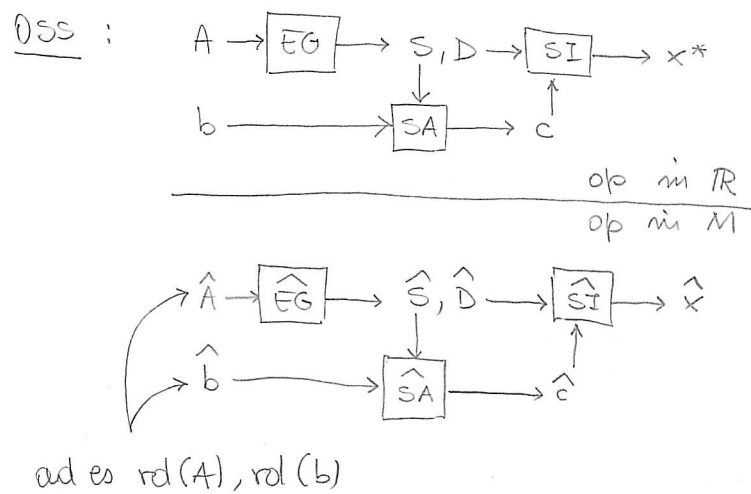 OSS :
A → EG → S, D → SI → x*
b → SA → c
op in ℝ
op in M
Â → ÊG → Ŝ, D̂ → ŜI → x̂
b̂ → ŜA → ĉ
ad es rd(A), rd(b)